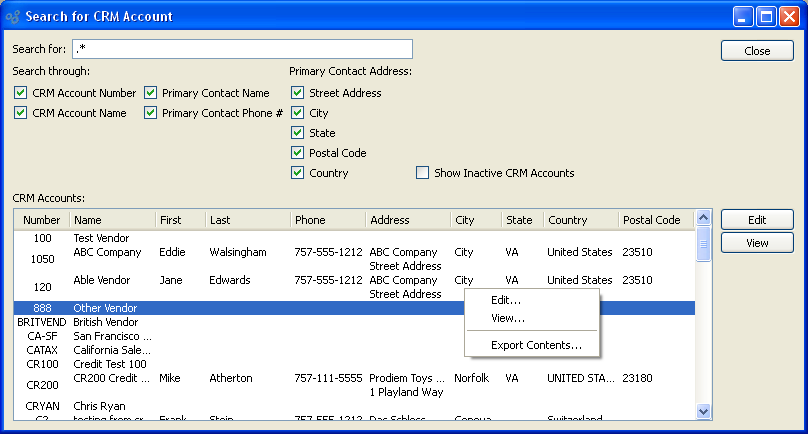 Search for CRM Account
Search for: .* Close
Search through: Primary Contact Address:
CRM Account Number Primary Contact Name Street Address
CRM Account Name Primary Contact Phone # City
State
Postal Code
Country Show Inactive CRM Accounts
CRM Accounts:
Number Name First Last Phone Address City State Country Postal Code Edit
View
100 Test Vendor
1050 ABC Company Eddie Walsingham 757-555-1212 ABC Company City VA United States 23510
Street Address
120 Able Vendor Jane Edwards 757-555-1212 ABC Company City VA United States 23510
Street Address
888 Other Vendor
Edit...
View...
Export Contents...
BRITVEND British Vendor
CA-SF San Francisco ...
CATAX California Sale...
CR100 Credit Test 100
CR200 CR200 Credit ... Mike Atherton 757-111-5555 Prodiem Toys ... Norfolk VA UNITED STA... 23180
1 Playland Way
CRYAN Chris Ryan
C2 testing from cr Frank Stein 757-555-1212 Das Schloss Geneva Switzerland